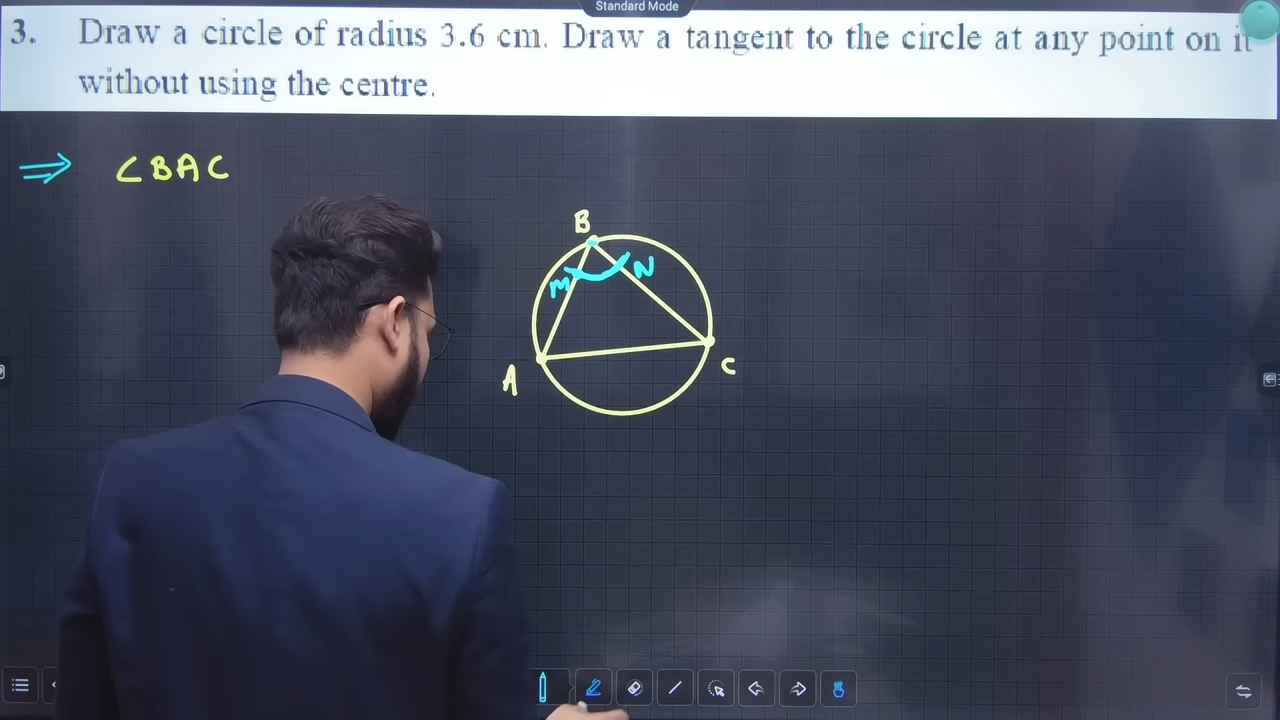 Standard Mode
3. Draw a circle of radius 3.6 cm. Draw a tangent to the circle at any point on it
without using the centre.
⇒ ∠BAC
B
M N
A C